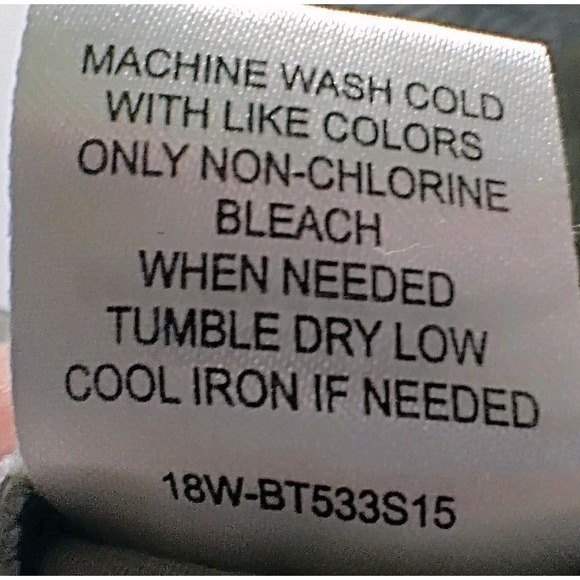 MACHINE WASH COLD
WITH LIKE COLORS
ONLY NON-CHLORINE
BLEACH
WHEN NEEDED
TUMBLE DRY LOW
COOL IRON IF NEEDED
18W-BT533S15